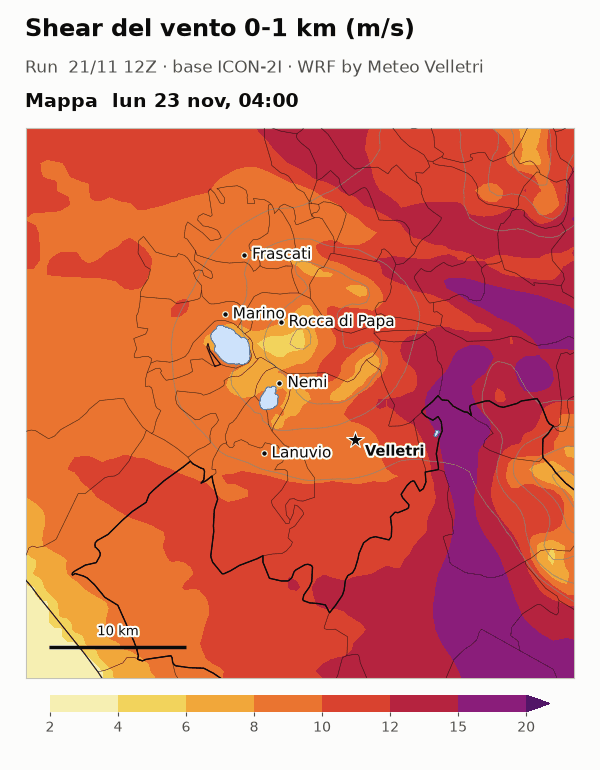 Shear del vento 0-1 km (m/s)
Run  21/11 12Z · base ICON-2I · WRF by Meteo Velletri
Mappa  lun 23 nov, 04:00
Frascati
Marino
Rocca di Papa
Nemi
Velletri
Lanuvio
10 km
2 4 6 8 10 12 15 20